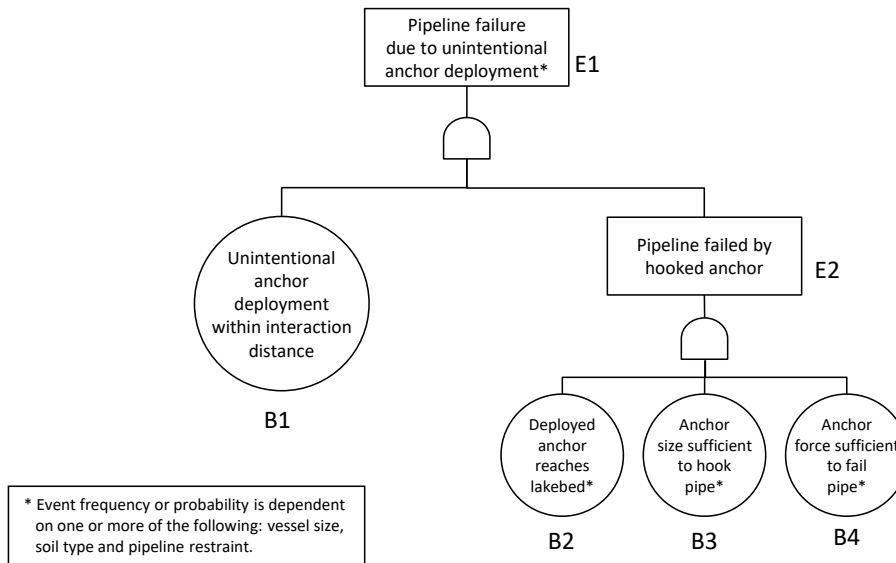 Pipeline failure
due to unintentional
anchor deployment*
E1
Unintentional
anchor
deployment
within interaction
distance
B1
Pipeline failed by
hooked anchor
E2
Deployed
anchor
reaches
lakebed*
B2
Anchor
size sufficient
to hook
pipe*
B3
Anchor
force sufficient
to fail
pipe*
B4
* Event frequency or probability is dependent
on one or more of the following: vessel size,
soil type and pipeline restraint.